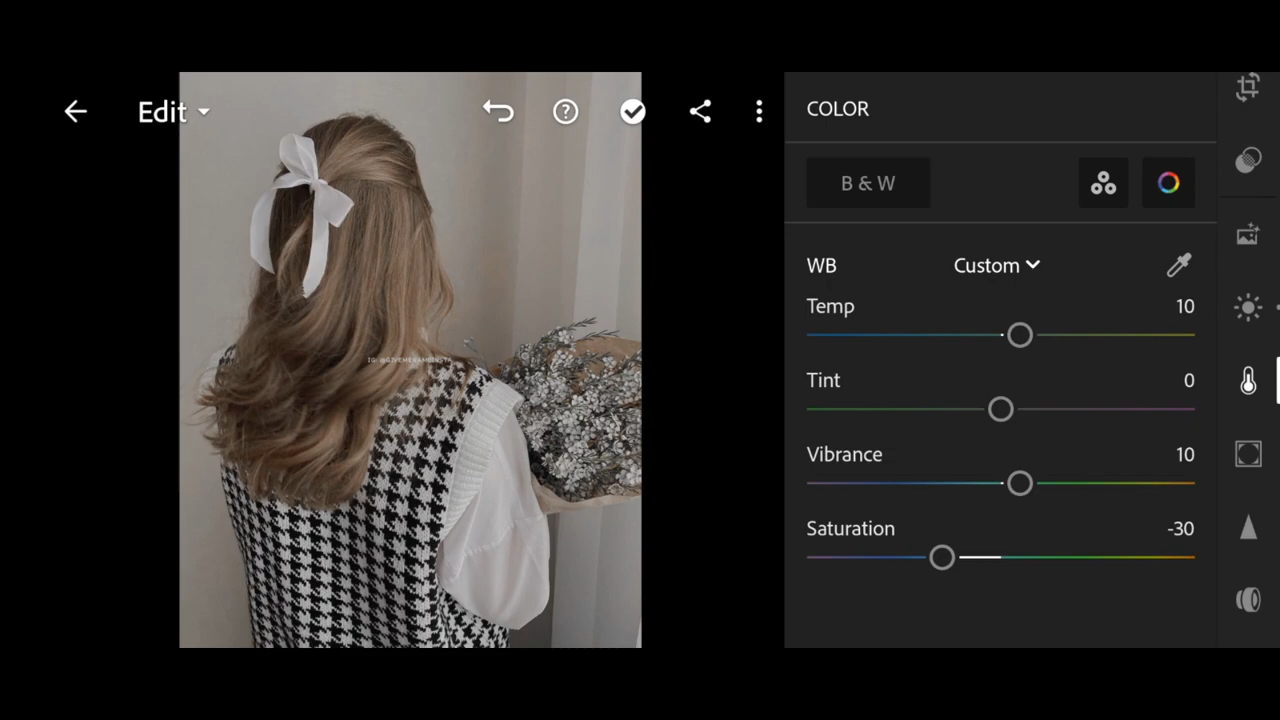 Edit
COLOR
B & W
WB
Custom
Temp
10
Tint
0
Vibrance
10
Saturation
-30